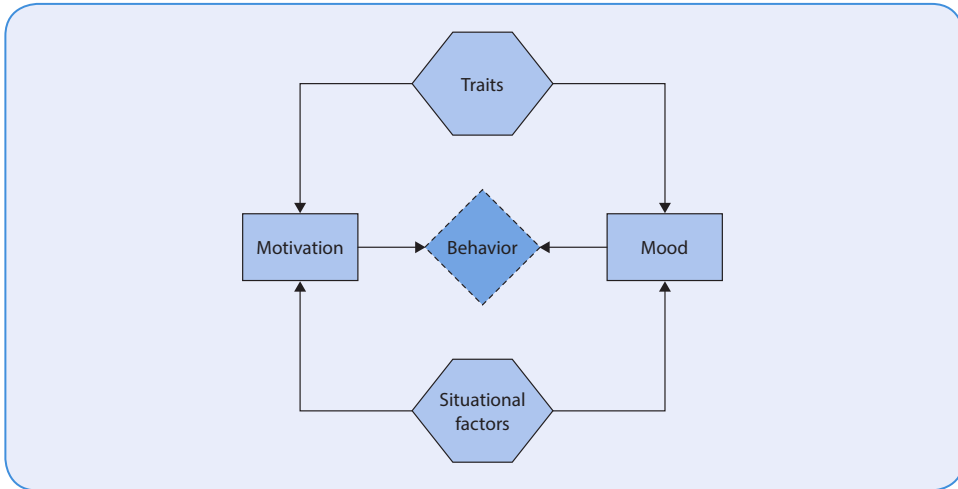 Traits
Motivation
Behavior
Mood
Situational
factors